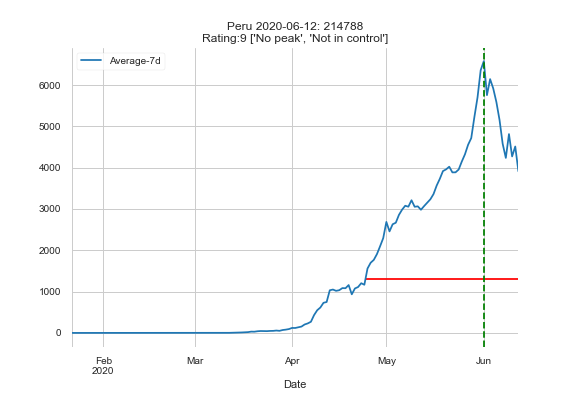 Peru 2020-06-12: 214788
Rating:9 ['No peak', 'Not in control']
Average-7d
6000
5000
4000
3000
2000
1000
0
Feb
2020
Mar
Apr
May
Jun
Date